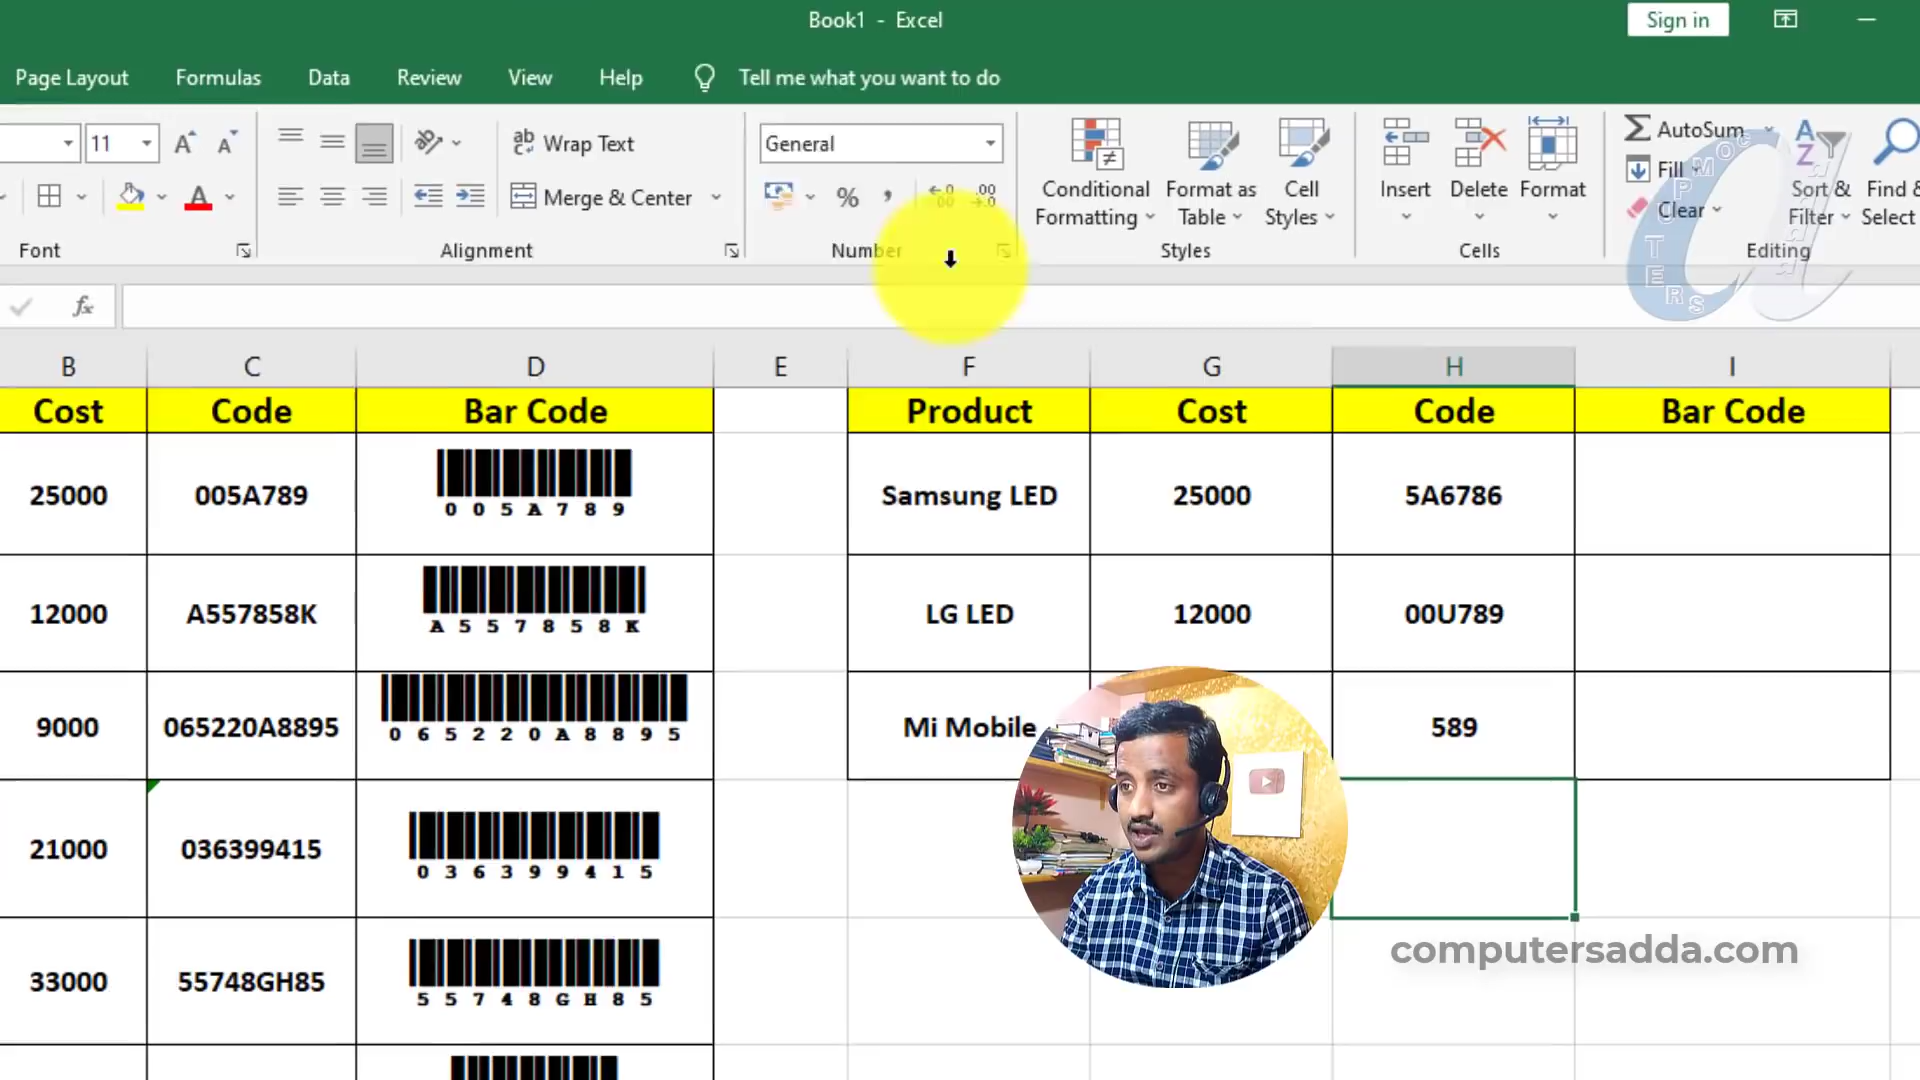 Book1 - Excel
Sign in
Page Layout Formulas Data Review View Help Tell me what you want to do
11
ab Wrap Text
General
Merge & Center
%
Conditional Formatting
Format as Table
Cell Styles
Insert
Delete
Format
AutoSum
Fill
Clear
Sort & Filter
Find &
Select
Font Alignment Number Styles Cells Editing
COMPUTERS
adda
fx
B C D E F G H I
Cost Code Bar Code Product Cost Code Bar Code
25000 005A789 Samsung LED 25000 5A6786
0 0 5 A 7 8 9
12000 A557858K LG LED 12000 00U789
A 5 5 7 8 5 8 K
9000 065220A8895 Mi Mobile 589
0 6 5 2 2 0 A 8 8 9 5
21000 036399415
0 3 6 3 9 9 4 1 5
33000 55748GH85
5 5 7 4 8 G H 8 5
computersadda.com